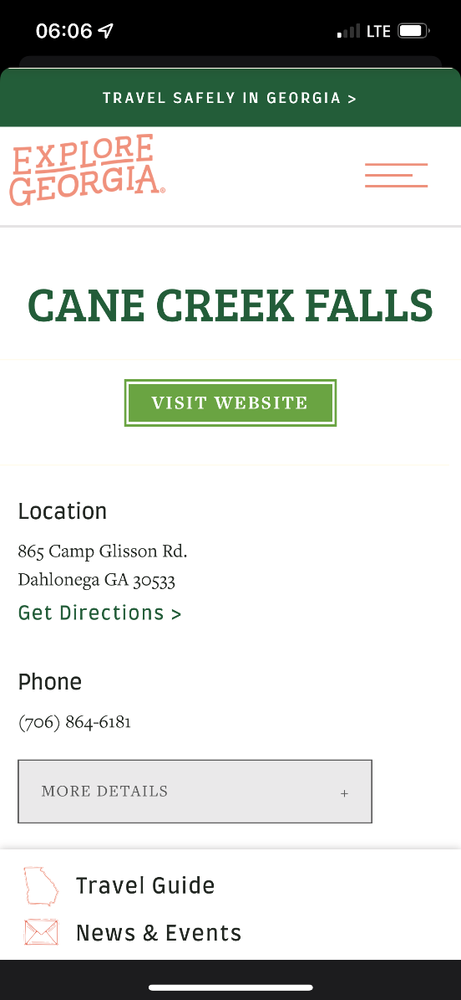 06:06
LTE
TRAVEL SAFELY IN GEORGIA >
EXPLORE
GEORGIA®
CANE CREEK FALLS
VISIT WEBSITE
Location
865 Camp Glisson Rd.
Dahlonega GA 30533
Get Directions >
Phone
(706) 864-6181
MORE DETAILS +
Travel Guide
News & Events